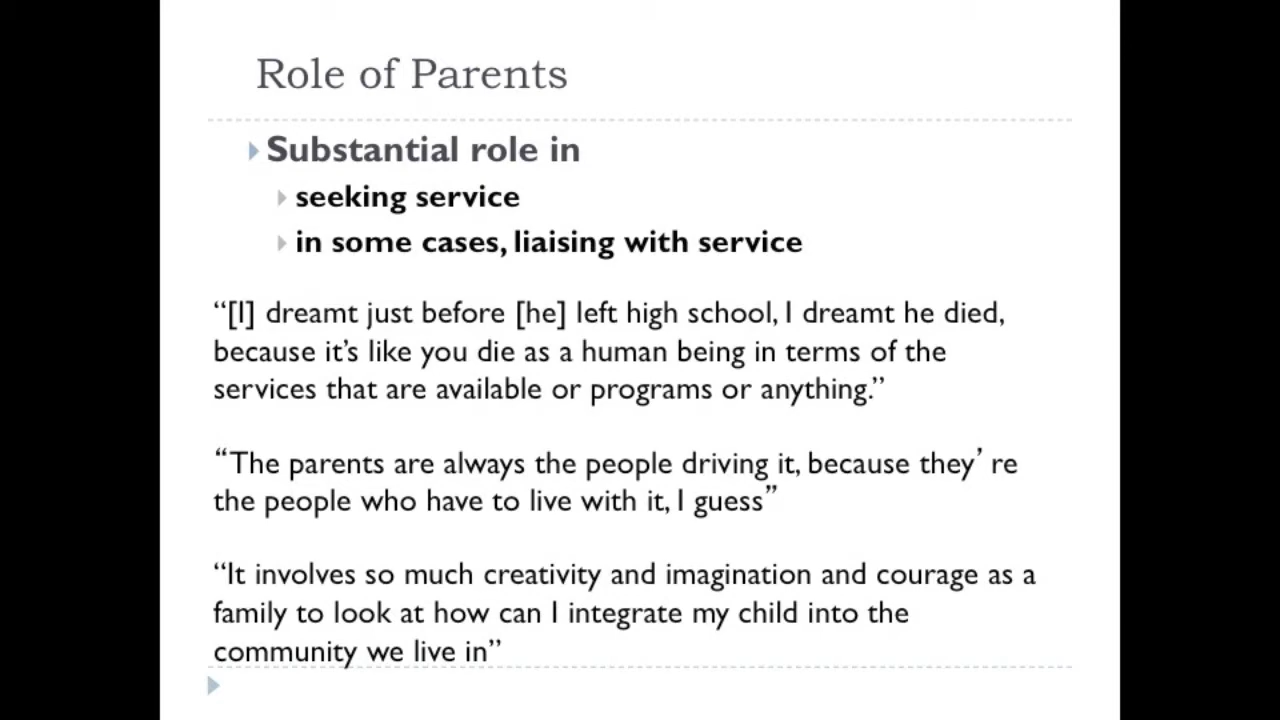 Role of Parents
Substantial role in
seeking service
in some cases, liaising with service
“[I] dreamt just before [he] left high school, I dreamt he died,
because it’s like you die as a human being in terms of the
services that are available or programs or anything.”
“The parents are always the people driving it, because they’ re
the people who have to live with it, I guess”
“It involves so much creativity and imagination and courage as a
family to look at how can I integrate my child into the
community we live in”